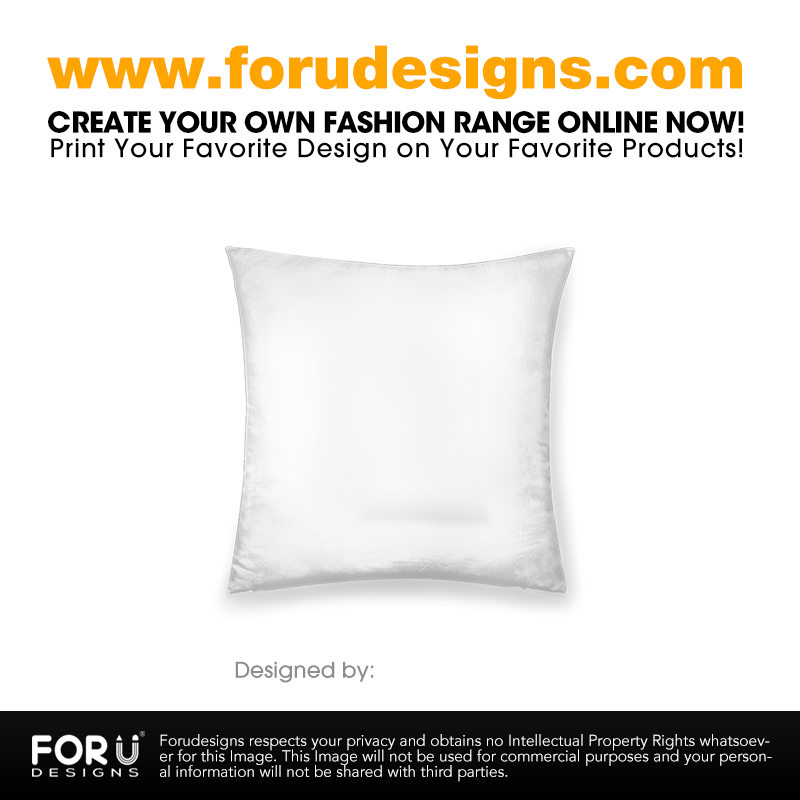 www.forudesigns.com
CREATE YOUR OWN FASHION RANGE ONLINE NOW!
Print Your Favorite Design on Your Favorite Products!
Designed by:
FOR U®
DESIGNS
Forudesigns respects your privacy and obtains no Intellectual Property Rights whatsoev-
er for this Image. This Image will not be used for commercial purposes and your person-
al information will not be shared with third parties.